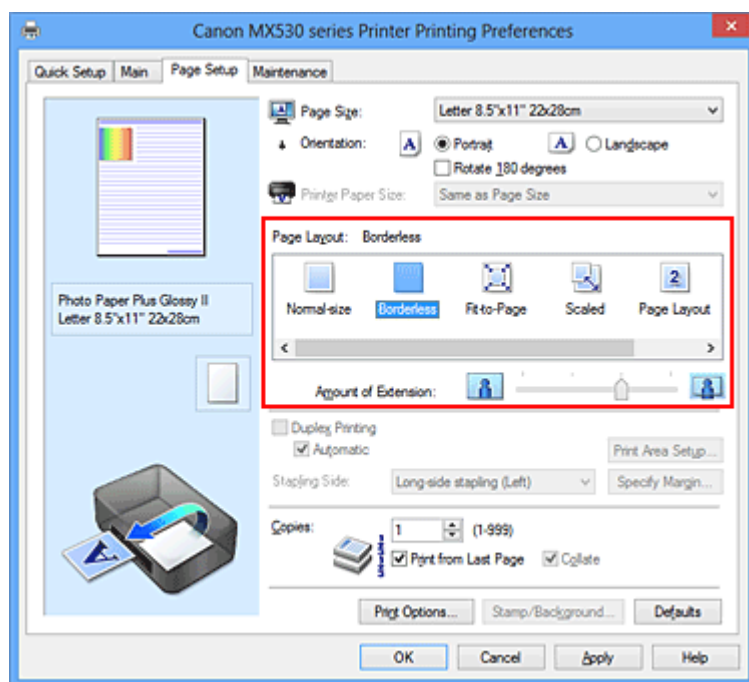 Canon MX530 series Printer Printing Preferences
Quick Setup Main Page Setup Maintenance
Page Size: Letter 8.5"x11" 22x28cm
Orientation: A Portrait A Landscape
Rotate 180 degrees
Printer Paper Size: Same as Page Size
Page Layout: Borderless
Normal-size Borderless Fit-to-Page Scaled 2 Page Layout
Photo Paper Plus Glossy II
Letter 8.5"x11" 22x28cm
Amount of Extension:
Duplex Printing
Automatic
Print Area Setup...
Stapling Side: Long-side stapling (Left) Specify Margin...
Copies: 1 (1-999)
Print from Last Page Collate
A
Print Options... Stamp/Background... Defaults
OK Cancel Apply Help